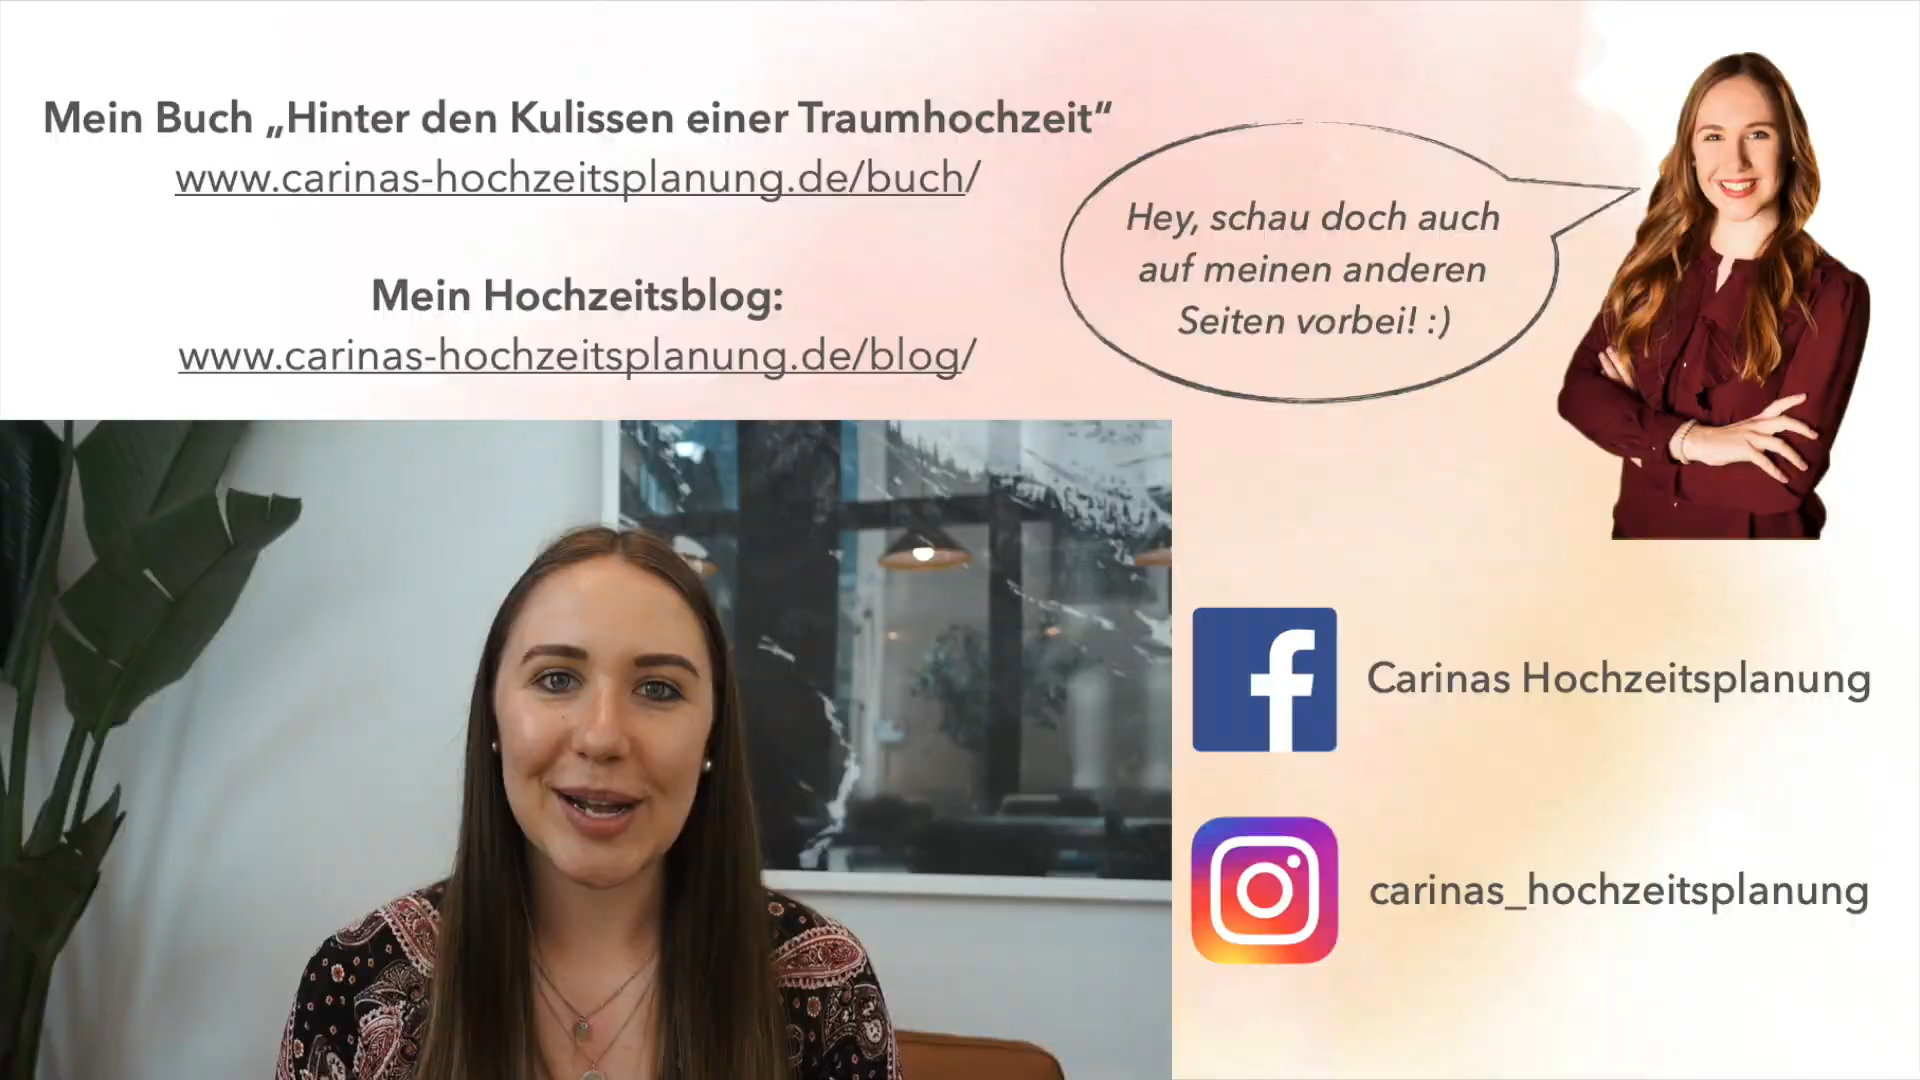 Mein Buch „Hinter den Kulissen einer Traumhochzeit“
www.carinas-hochzeitsplanung.de/buch/
Mein Hochzeitsblog:
www.carinas-hochzeitsplanung.de/blog/
Hey, schau doch auch
auf meinen anderen
Seiten vorbei! :)
Carinas Hochzeitsplanung
carinas_hochzeitsplanung